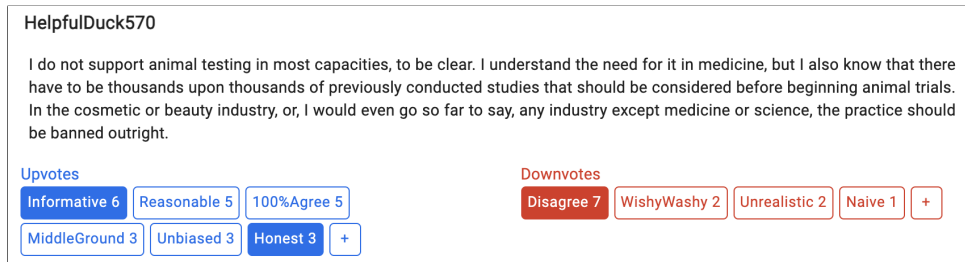 HelpfulDuck570
I do not support animal testing in most capacities, to be clear. I understand the need for it in medicine, but I also know that there
have to be thousands upon thousands of previously conducted studies that should be considered before beginning animal trials.
In the cosmetic or beauty industry, or, I would even go so far to say, any industry except medicine or science, the practice should
be banned outright.
Upvotes
Informative 6 Reasonable 5 100%Agree 5
MiddleGround 3 Unbiased 3 Honest 3 +
Downvotes
Disagree 7 WishyWashy 2 Unrealistic 2 Naive 1 +